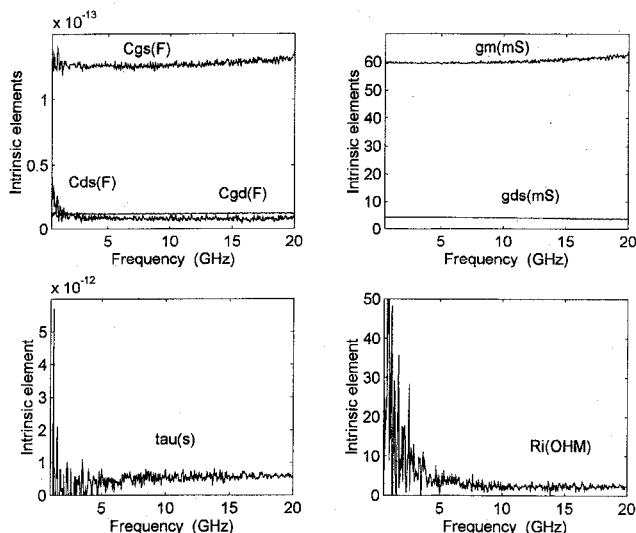 x 10-13
Cgs(F)
Intrinsic elements
1
0.5
0
Cds(F)
Cgd(F)
5
10
15
20
Frequency (GHz)
gm(mS)
Intrinsic elements
70
60
50
40
30
20
10
0
gds(mS)
5
10
15
20
Frequency (GHz)
x 10-12
Intrinsic element
5
4
3
2
1
0
tau(s)
5
10
15
20
Frequency (GHz)
Intrinsic element
50
40
30
20
10
0
Ri(OHM)
5
10
15
20
Frequency (GHz)